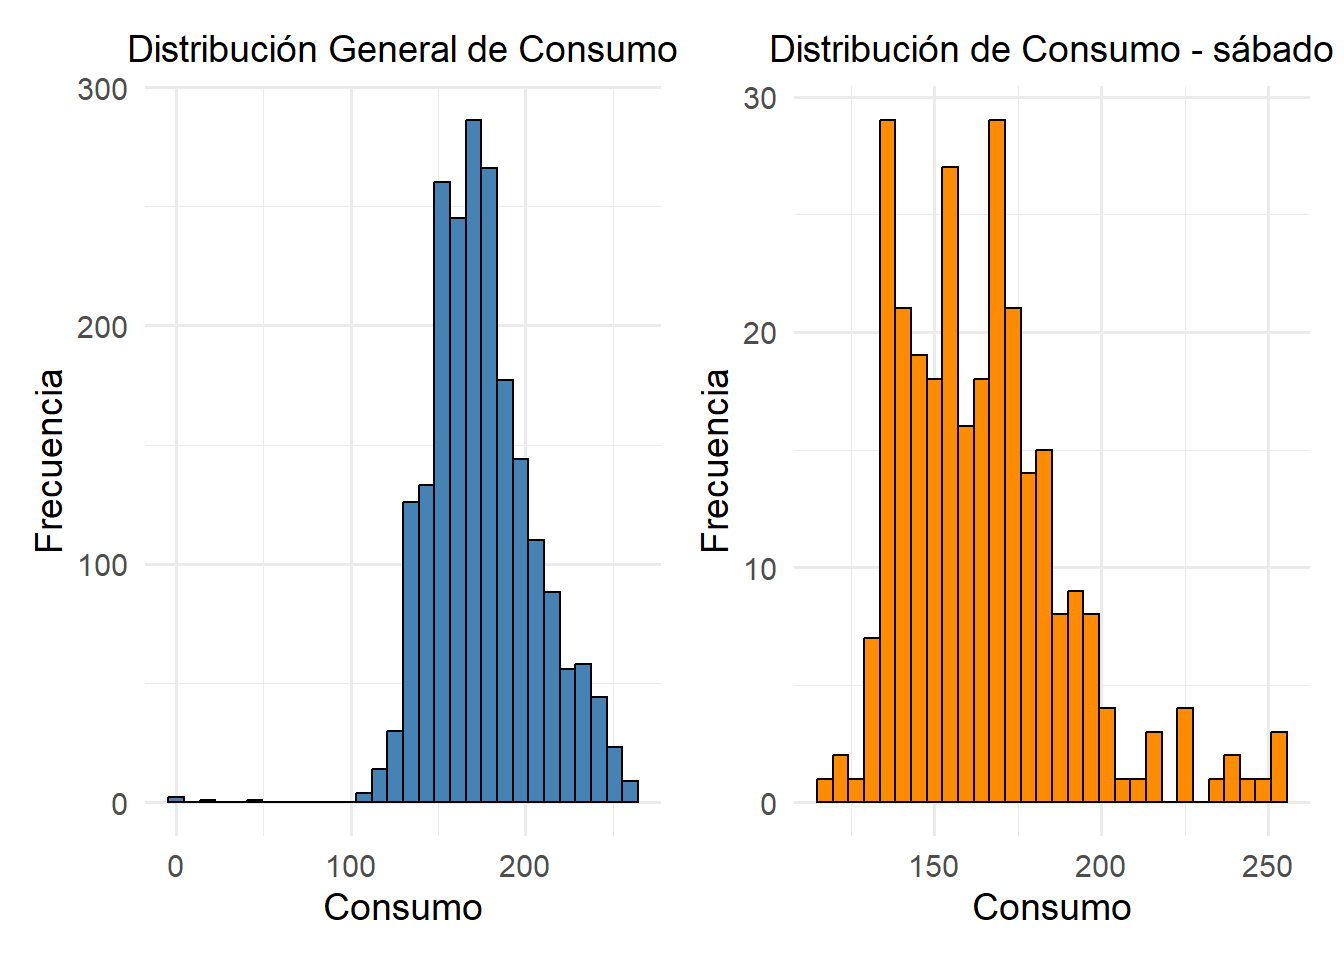 Distribución General de Consumo
300
200
100
0
Frecuencia
0 100 200
Consumo
Distribución de Consumo - sábado
30
20
10
0
Frecuencia
150 200 250
Consumo